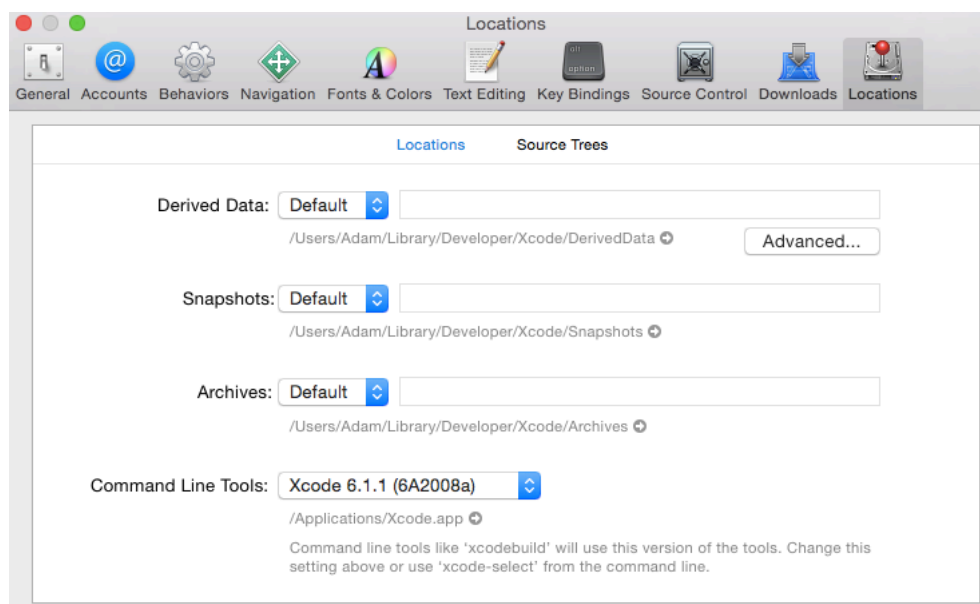 Locations
@
A
alt
option
General Accounts Behaviors Navigation Fonts & Colors Text Editing Key Bindings Source Control Downloads Locations
Locations Source Trees
Derived Data: Default
/Users/Adam/Library/Developer/Xcode/DerivedData
Advanced...
Snapshots: Default
/Users/Adam/Library/Developer/Xcode/Snapshots
Archives: Default
/Users/Adam/Library/Developer/Xcode/Archives
Command Line Tools: Xcode 6.1.1 (6A2008a)
/Applications/Xcode.app
Command line tools like ‘xcodebuild’ will use this version of the tools. Change this
setting above or use ‘xcode-select’ from the command line.